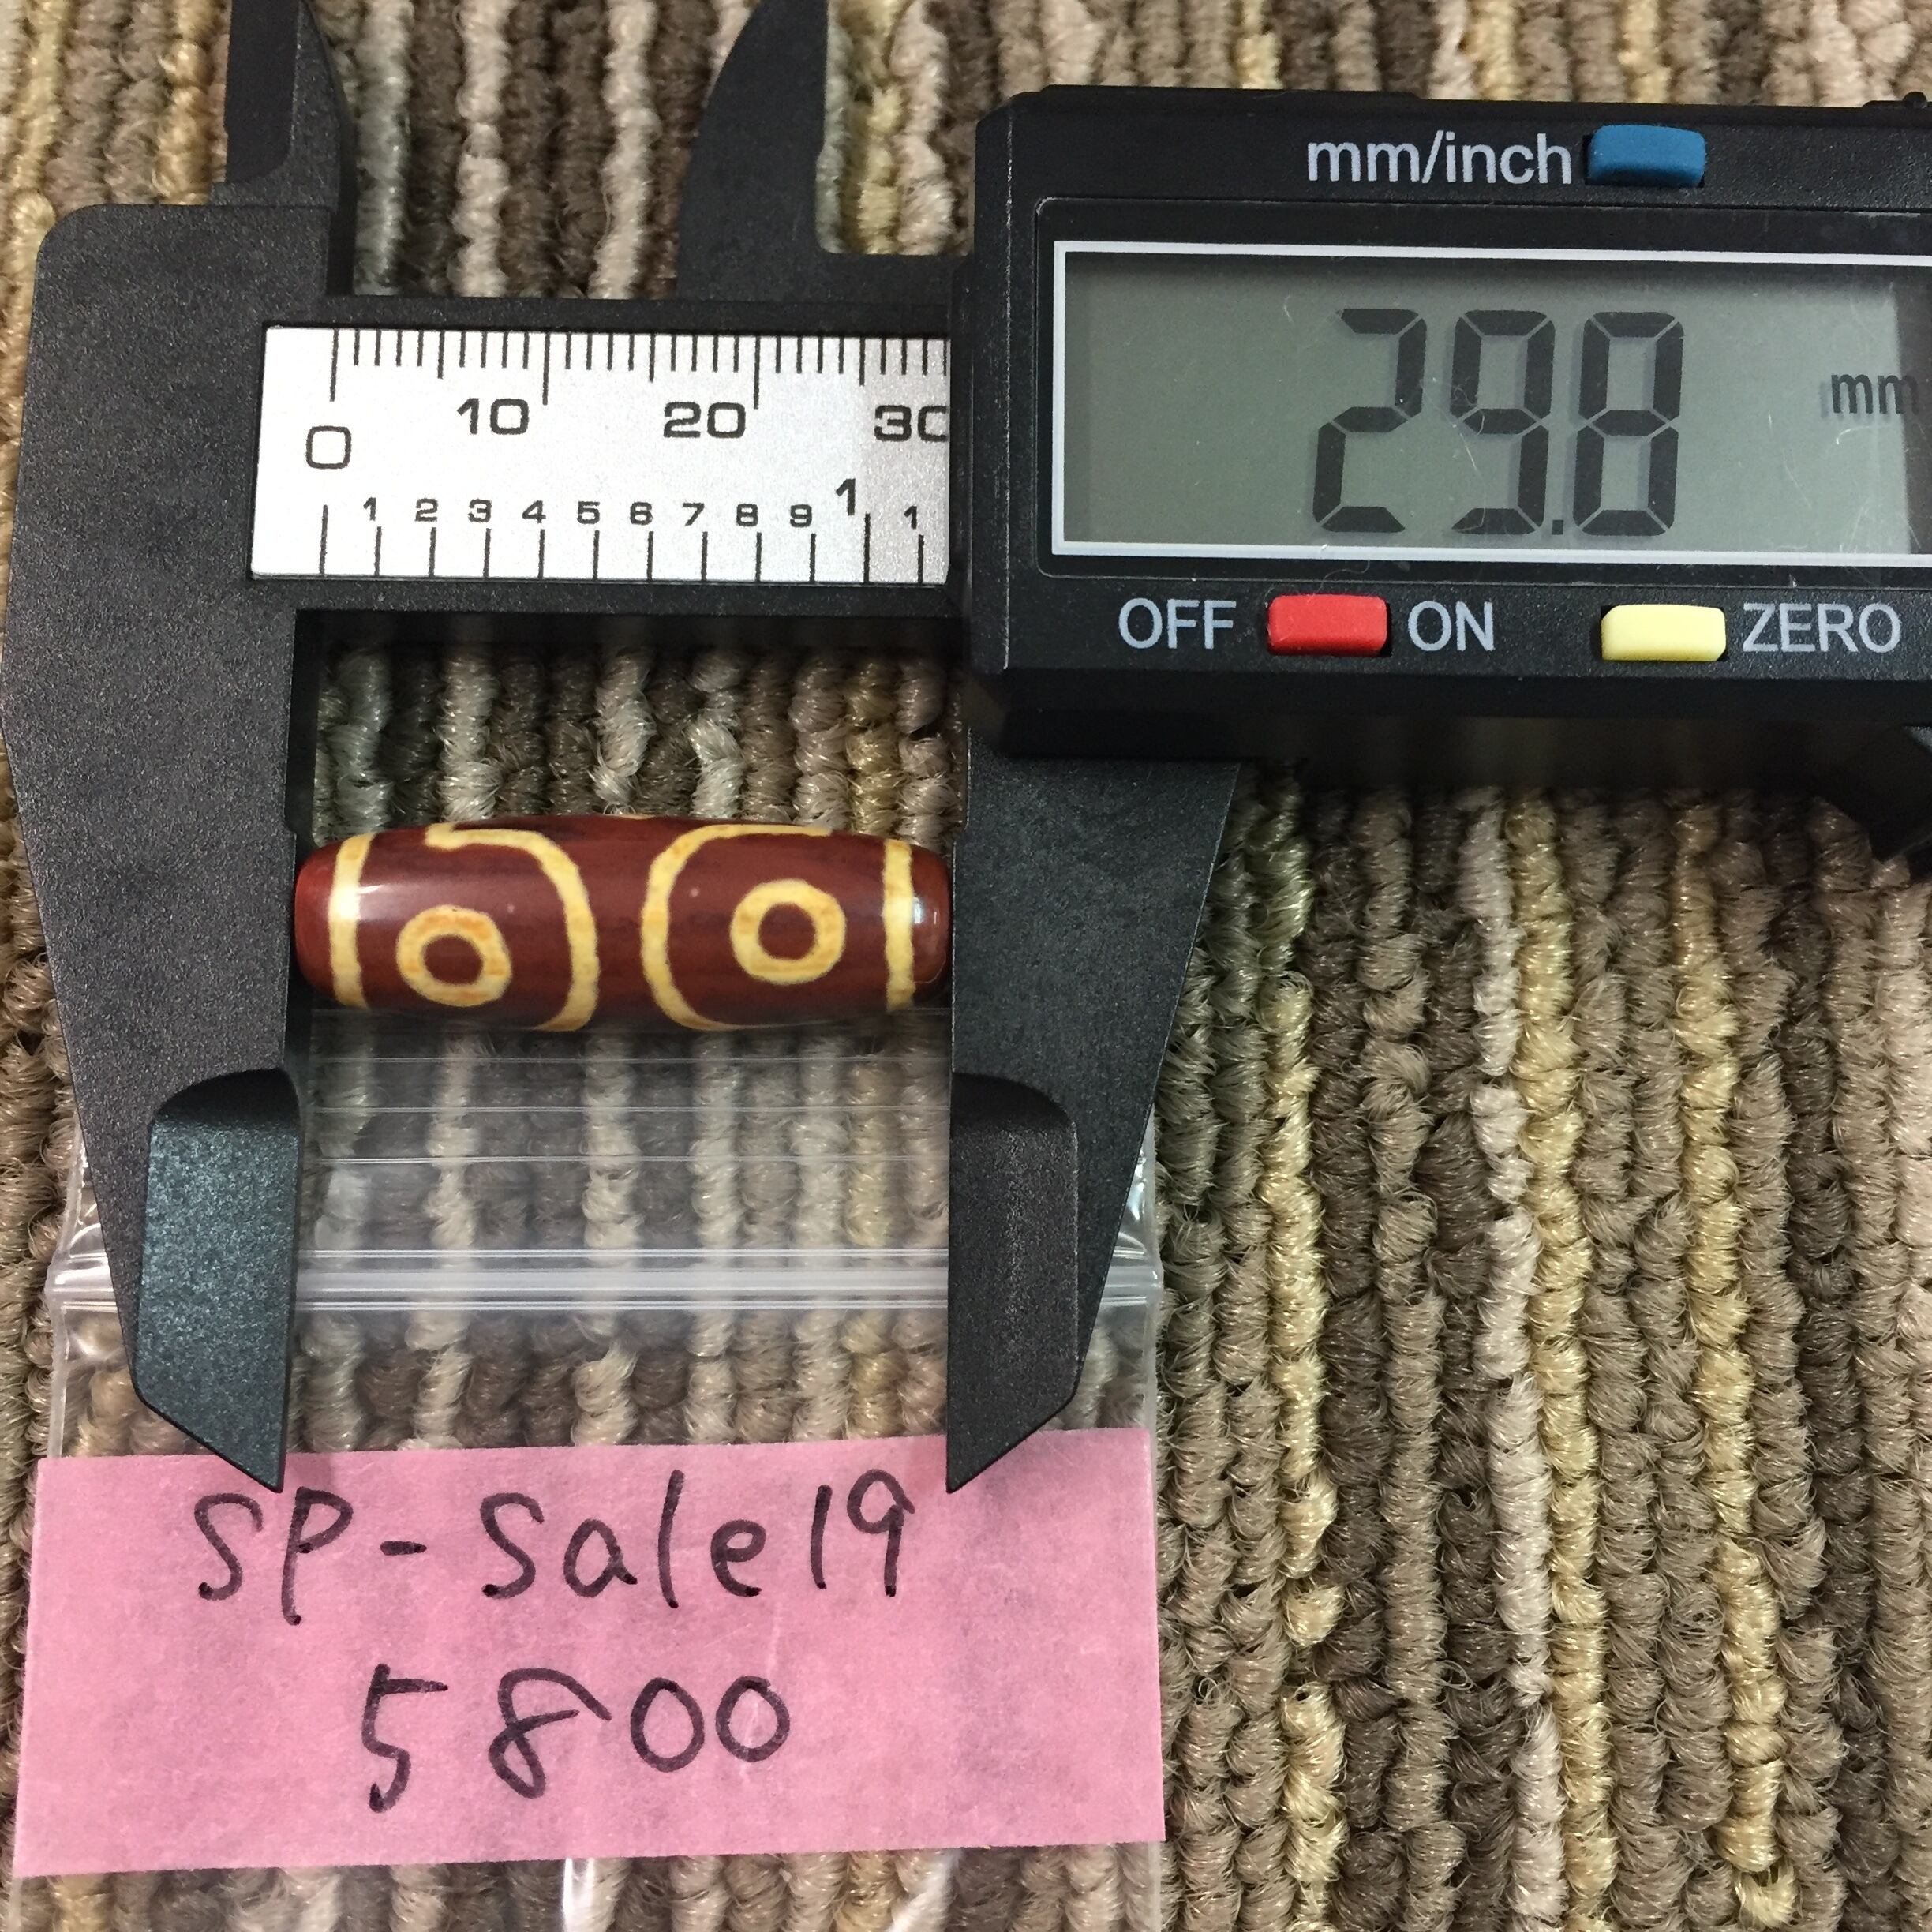 mm/inch
29.8 mm
OFF ON ZERO
0 10 20 30
1 2 3 4 5 6 7 8 9 1 1
SP-Sale19
5800